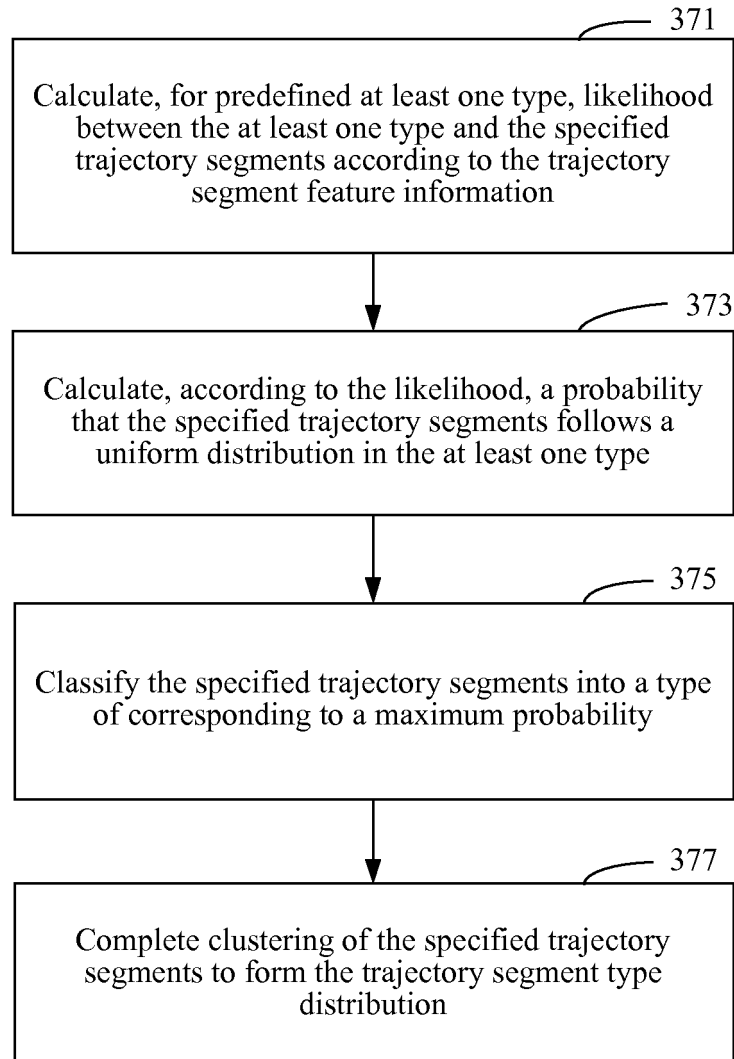 371
Calculate, for predefined at least one type, likelihood
between the at least one type and the specified
trajectory segments according to the trajectory
segment feature information
373
Calculate, according to the likelihood, a probability
that the specified trajectory segments follows a
uniform distribution in the at least one type
375
Classify the specified trajectory segments into a type
of corresponding to a maximum probability
377
Complete clustering of the specified trajectory
segments to form the trajectory segment type
distribution